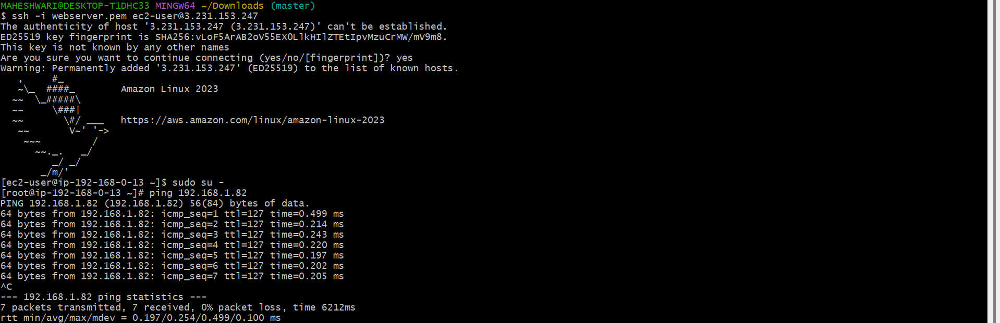 MAHESHWARI@DESKTOP-T1DHC33 MINGW64 ~/Downloads (master)
$ ssh -i webserver.pem ec2-user@3.231.153.247
The authenticity of host '3.231.153.247 (3.231.153.247)' can't be established.
ED25519 key fingerprint is SHA256:vLoF5ArAB2oV55EX0LlkHIlZTEtIpvMzuCrMW/mV9m8.
This key is not known by any other names
Are you sure you want to continue connecting (yes/no/[fingerprint])? yes
Warning: Permanently added '3.231.153.247' (ED25519) to the list of known hosts.
   ,     #_
   ~\_  ####_        Amazon Linux 2023
  ~~  \_#####\
  ~~     \###|
  ~~       \#/ ___   https://aws.amazon.com/linux/amazon-linux-2023
   ~~       V~' '->
    ~~~         /
      ~~._.   _/
         _/ _/
       _/m/'
[ec2-user@ip-192-168-0-13 ~]$ sudo su -
[root@ip-192-168-0-13 ~]# ping 192.168.1.82
PING 192.168.1.82 (192.168.1.82) 56(84) bytes of data.
64 bytes from 192.168.1.82: icmp_seq=1 ttl=127 time=0.499 ms
64 bytes from 192.168.1.82: icmp_seq=2 ttl=127 time=0.214 ms
64 bytes from 192.168.1.82: icmp_seq=3 ttl=127 time=0.243 ms
64 bytes from 192.168.1.82: icmp_seq=4 ttl=127 time=0.220 ms
64 bytes from 192.168.1.82: icmp_seq=5 ttl=127 time=0.197 ms
64 bytes from 192.168.1.82: icmp_seq=6 ttl=127 time=0.202 ms
64 bytes from 192.168.1.82: icmp_seq=7 ttl=127 time=0.205 ms
^C
--- 192.168.1.82 ping statistics ---
7 packets transmitted, 7 received, 0% packet loss, time 6212ms
rtt min/avg/max/mdev = 0.197/0.254/0.499/0.100 ms